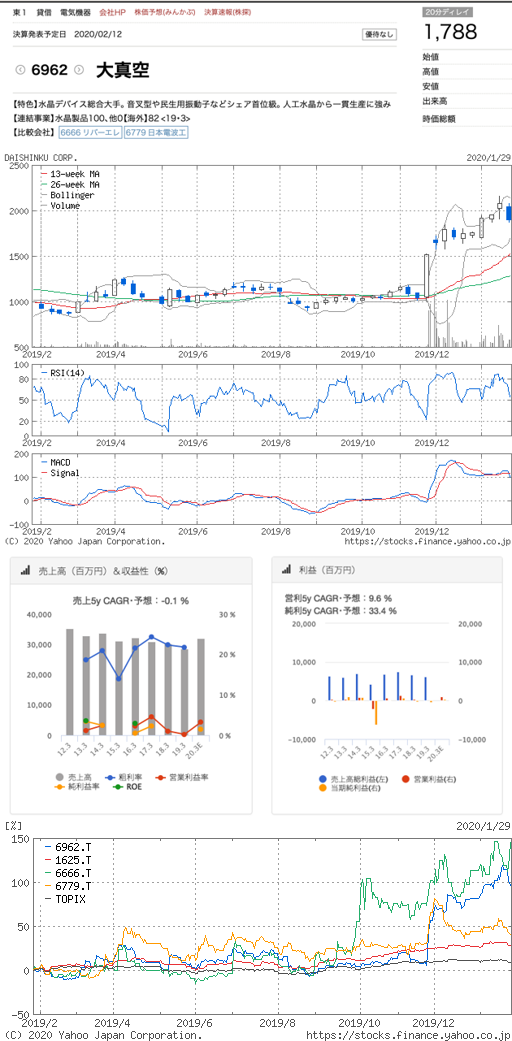 東1 貸借 電気機器 会社HP 株価予想(みんかぶ) 決算速報(株探)
決算発表予定日 2020/02/12
優待なし
6962
大真空
【特色】水晶デバイス総合大手。音叉型や民生用振動子などシェア首位級。人工水晶から一貫生産に強み
【連結事業】水晶製品100、他0【海外】82 <19・3>
【比較会社】 6666 リバーエレ 6779 日本電波工
20分ディレイ
1,788
始値
高値
安値
出来高
時価総額
DAISHINKU CORP.
2020/1/29
13-week MA
26-week MA
Bollinger
Volume
2500
2000
1500
1000
500
2019/2 2019/4 2019/6 2019/8 2019/10 2019/12
RSI(14)
100
80
50
20
0
2019/2 2019/4 2019/6 2019/8 2019/10 2019/12
MACD
Signal
200
100
0
-100
2019/2 2019/4 2019/6 2019/8 2019/10 2019/12
(C) 2020 Yahoo Japan Corporation.
https://stocks.finance.yahoo.co.jp
売上高（百万円）＆収益性（%）
売上5y CAGR・予想：-0.1 %
40,000
30,000
20,000
10,000
0
30 %
20 %
10 %
0 %
12.3 13.3 14.3 15.3 16.3 17.3 18.3 19.3 20.3E
売上高 粗利率 営業利益率
純利益率 ROE
利益（百万円）
営利5y CAGR・予想：9.6 %
純利5y CAGR・予想：33.4 %
20,000
10,000
0
-10,000
20,000
10,000
0
-10,000
12.3 13.3 14.3 15.3 16.3 17.3 18.3 19.3 20.3E
売上高総利益(左) 営業利益(右)
当期純利益(右)
[%]
2020/1/29
6962.T
1625.T
6666.T
6779.T
TOPIX
150
100
50
0
-50
2019/2 2019/4 2019/6 2019/8 2019/10 2019/12
(C) 2020 Yahoo Japan Corporation.
https://stocks.finance.yahoo.co.jp